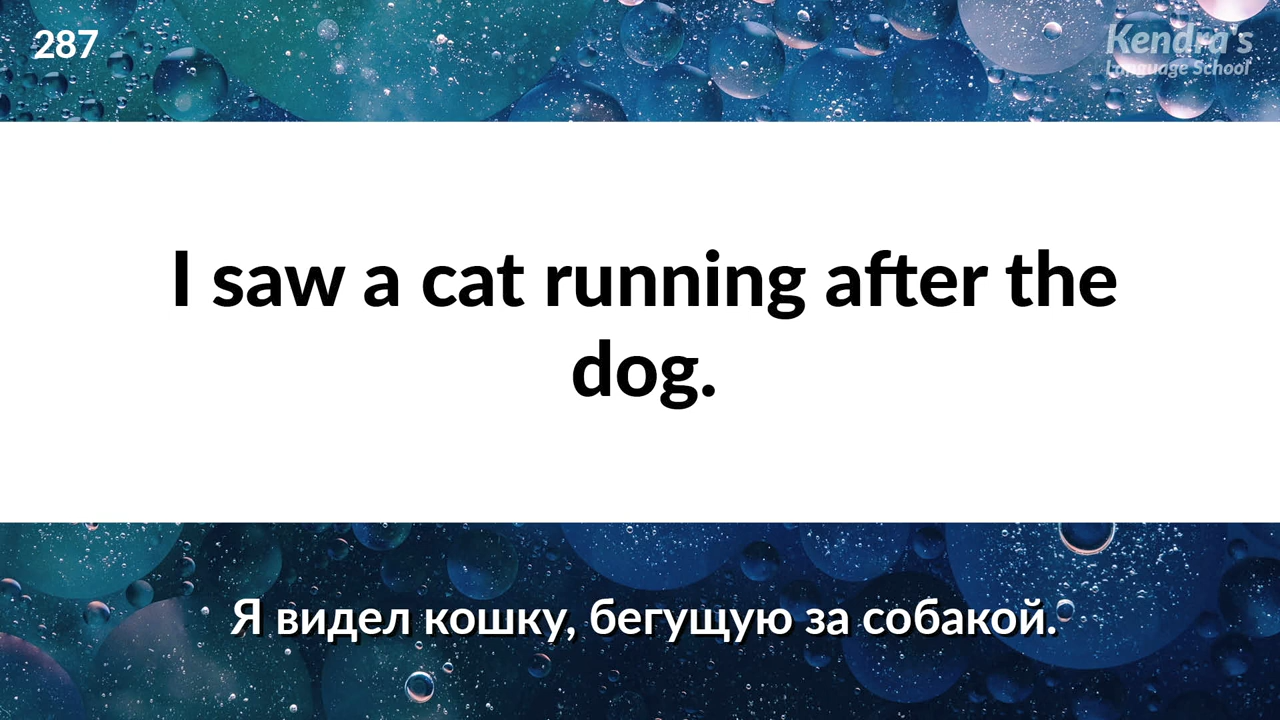 287
Kendra's
Language School
I saw a cat running after the
dog.
Я видел кошку, бегущую за собакой.